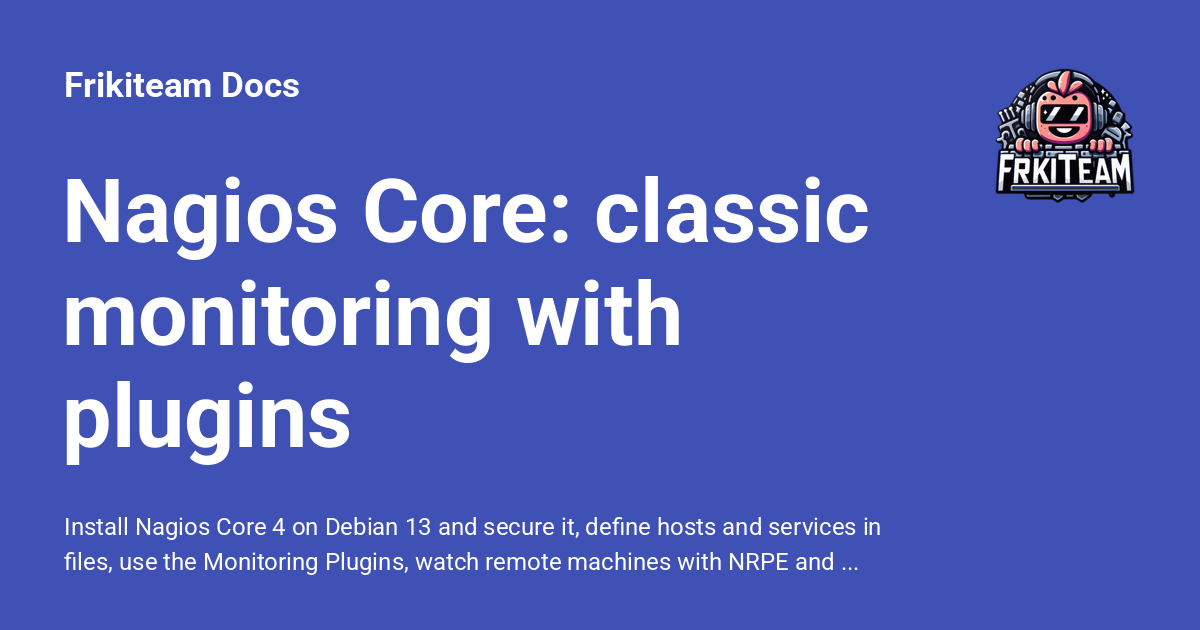 Frikiteam Docs
FRKITEAM
Nagios Core: classic
monitoring with
plugins
Install Nagios Core 4 on Debian 13 and secure it, define hosts and services in
files, use the Monitoring Plugins, watch remote machines with NRPE and ...